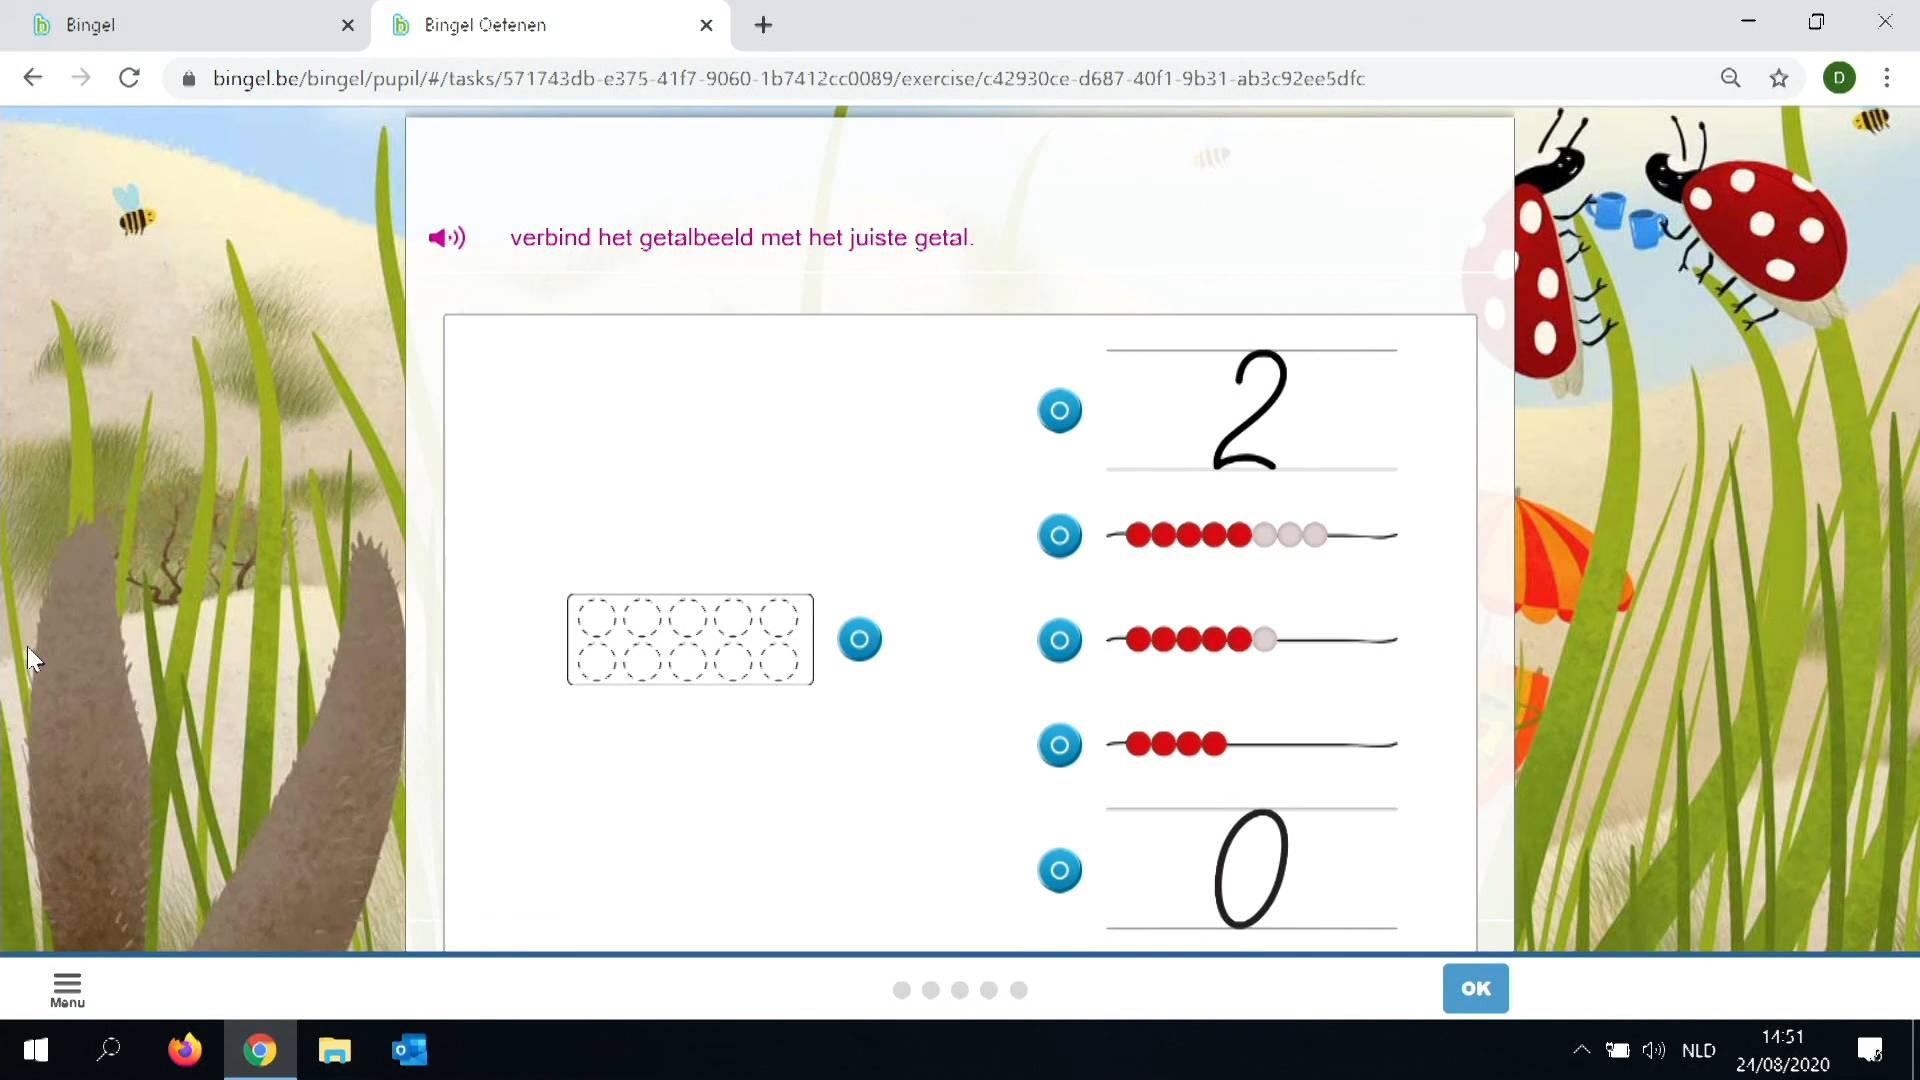 Bingel
Bingel Oefenen
bingel.be/bingel/pupil/#/tasks/571743db-e375-41f7-9060-1b7412cc0089/exercise/c42930ce-d687-40f1-9b31-ab3c92ee5dfc
D
verbind het getalbeeld met het juiste getal.
2
0
Menu
OK
NLD
14:51
24/08/2020